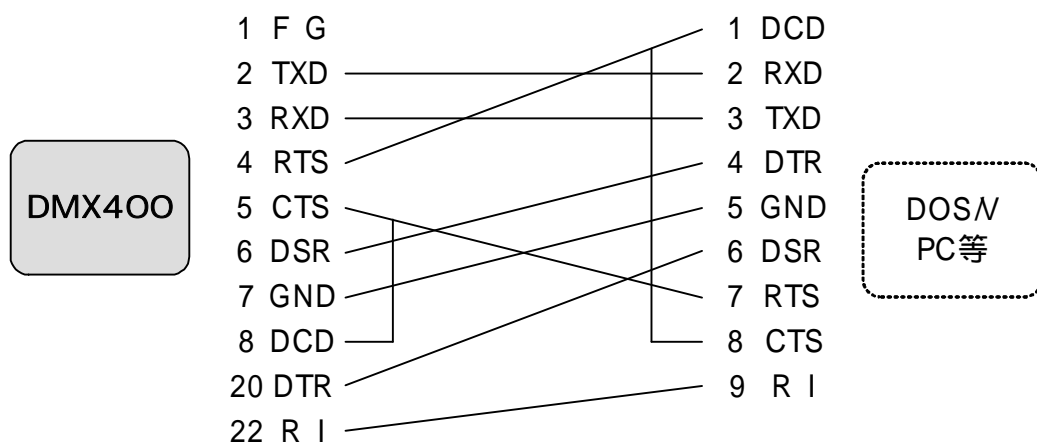 1 F G
2 TXD
3 RXD
4 RTS
5 CTS
6 DSR
7 GND
8 DCD
20 DTR
22 R I
DMX400
1 DCD
2 RXD
3 TXD
4 DTR
5 GND
6 DSR
7 RTS
8 CTS
9 R I
DOS/V
PC等